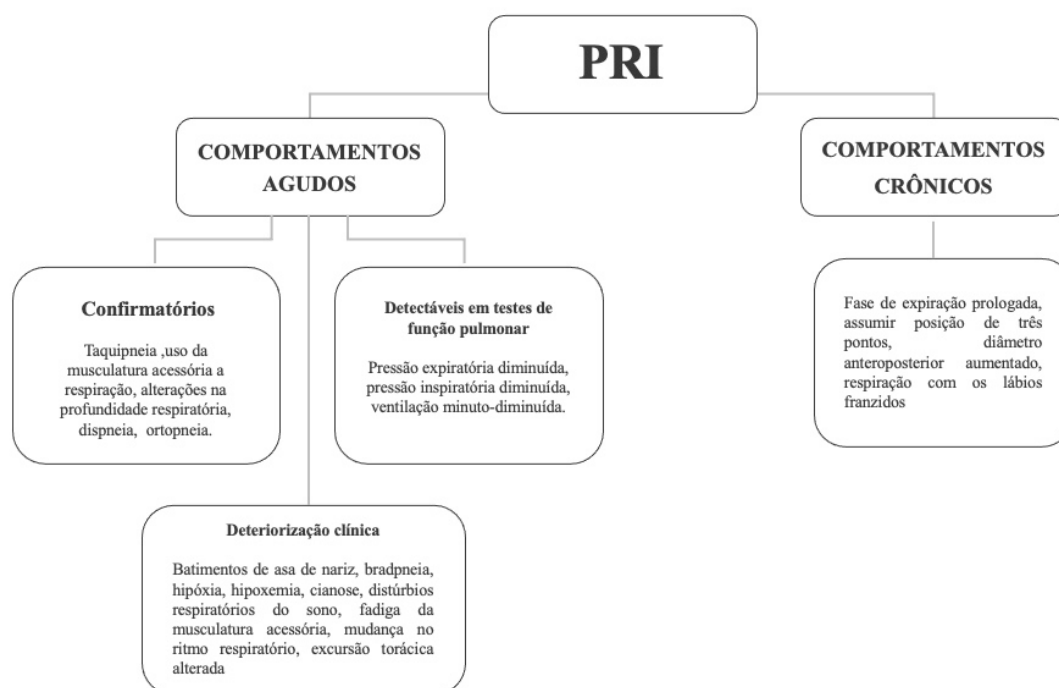 PRI
COMPORTAMENTOS
AGUDOS
COMPORTAMENTOS
CRÔNICOS
Confirmatórios
Taquipneia ,uso da
musculatura acessória a
respiração, alterações na
profundidade respiratória,
dispneia, ortopneia.
Detectáveis em testes de
função pulmonar
Pressão expiratória diminuída,
pressão inspiratória diminuída,
ventilação minuto-diminuída.
Fase de expiração prologada,
assumir posição de três
pontos, diâmetro
anteroposterior aumentado,
respiração com os lábios
franzidos
Deteriorização clínica
Batimentos de asa de nariz, bradpneia,
hipóxia, hipoxemia, cianose, distúrbios
respiratórios do sono, fadiga da
musculatura acessória, mudança no
ritmo respiratório, excursão torácica
alterada